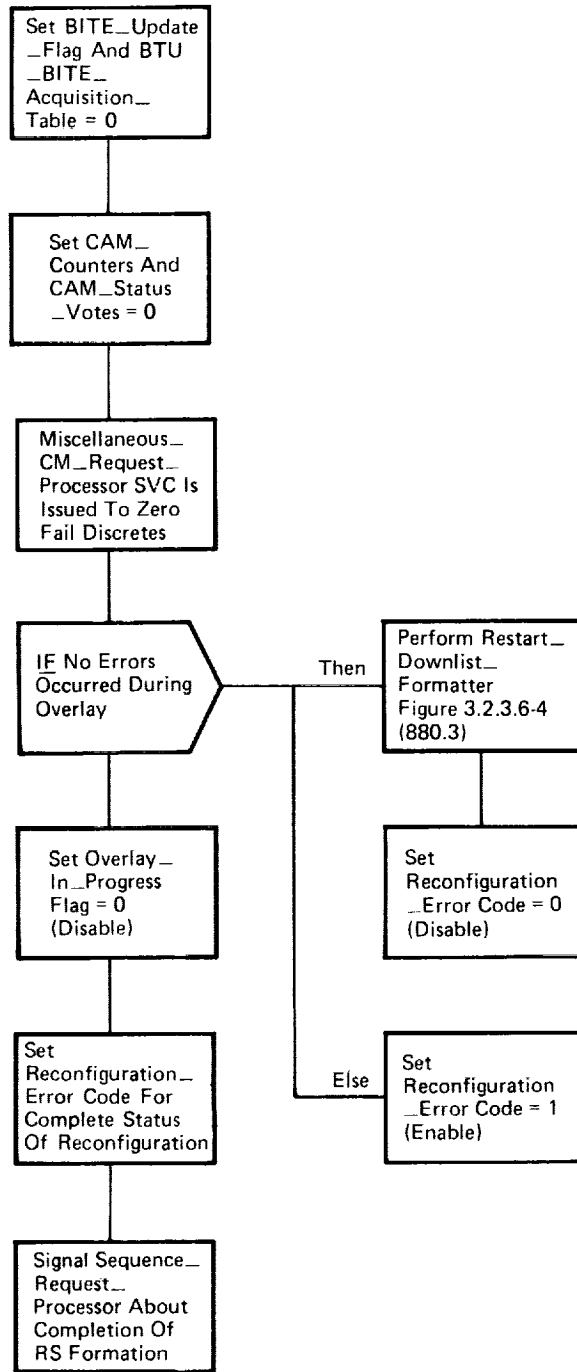 Set BITE_Update
_Flag And BTU
_BITE_
Acquisition_
Table = 0
Set CAM_
Counters And
CAM_Status
_Votes = 0
Miscellaneous_
CM_Request_
Processor SVC Is
Issued To Zero
Fail Discretes
IF No Errors
Occurred During
Overlay
Then
Perform Restart_
Downlist_
Formatter
Figure 3.2.3.6-4
(880.3)
Set
Reconfiguration
_Error Code = 0
(Disable)
Else
Set
Reconfiguration
_Error Code = 1
(Enable)
Set Overlay_
In_Progress
Flag = 0
(Disable)
Set
Reconfiguration_
Error Code For
Complete Status
Of Reconfiguration
Signal Sequence_
Request_
Processor About
Completion Of
RS Formation